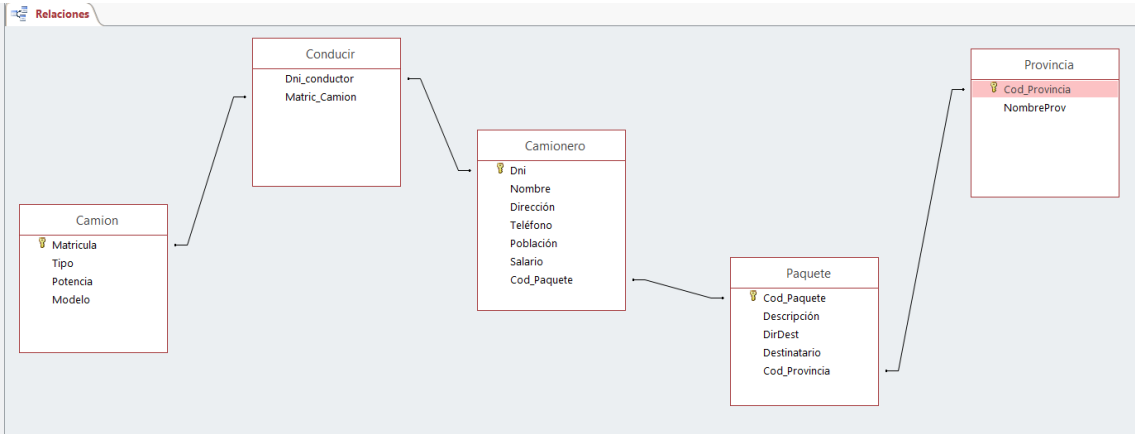 Relaciones
Conducir
Dni_conductor
Matric_Camion
Provincia
Cod_Provincia
NombreProv
Camionero
Dni
Nombre
Dirección
Teléfono
Población
Salario
Cod_Paquete
Camion
Matricula
Tipo
Potencia
Modelo
Paquete
Cod_Paquete
Descripción
DirDest
Destinatario
Cod_Provincia